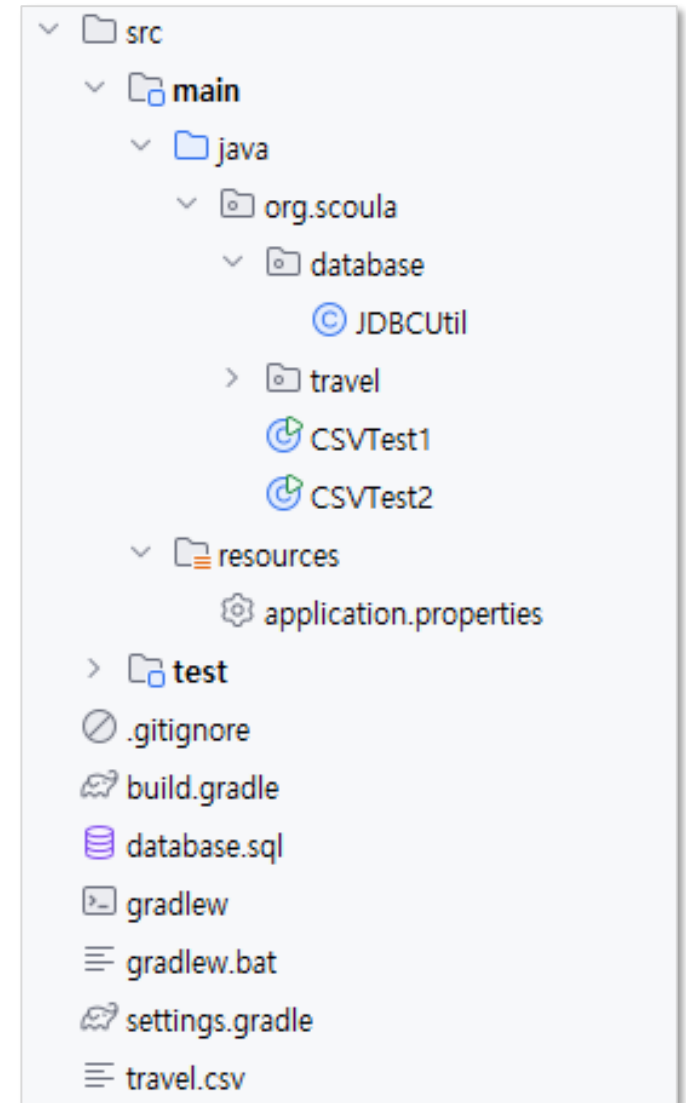 src
main
java
org.scoula
database
JDBCUtil
travel
CSVTest1
CSVTest2
resources
application.properties
test
.gitignore
build.gradle
database.sql
gradlew
gradlew.bat
settings.gradle
travel.csv